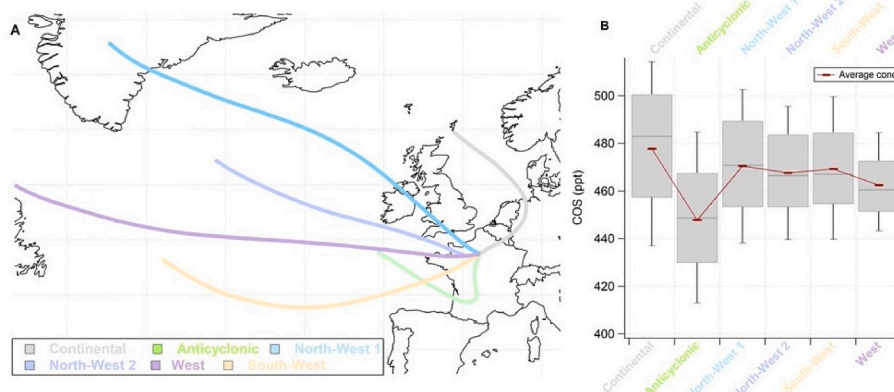 A
Continental
Anticyclonic
North-West 1
North-West 2
West
South-West
B
Continental
Anticyclonic
North-West 1
North-West 2
South-West
West
Average conc
COS (ppt)
500
480
460
440
420
400
Continental
Anticyclonic
North-West 1
North-West 2
South-West
West